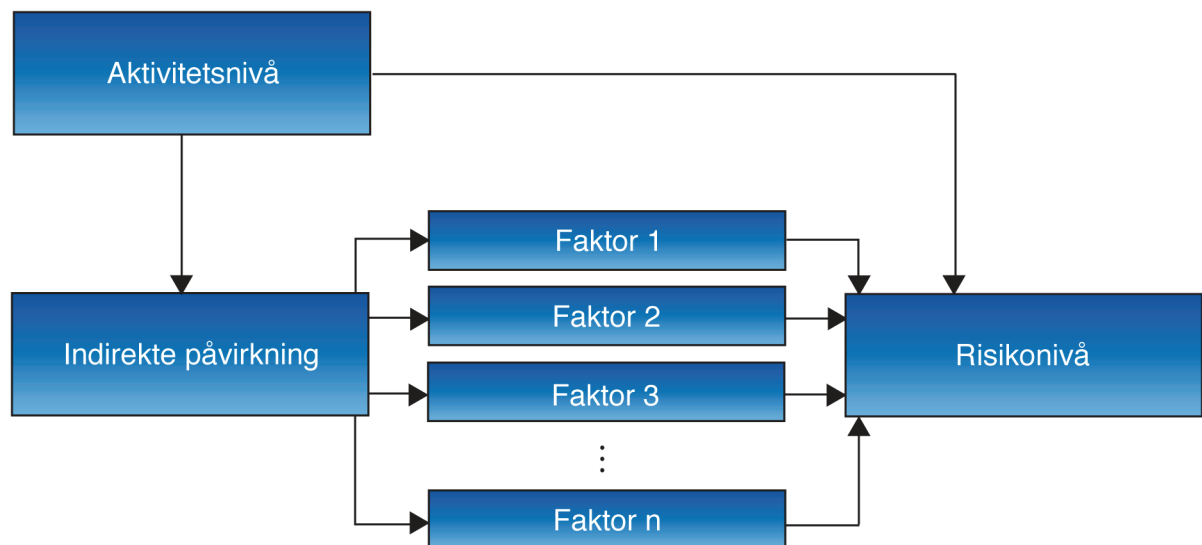 Aktivitetsnivå
Faktor 1
Faktor 2
Indirekte påvirkning
Risikonivå
Faktor 3
⋮
Faktor n